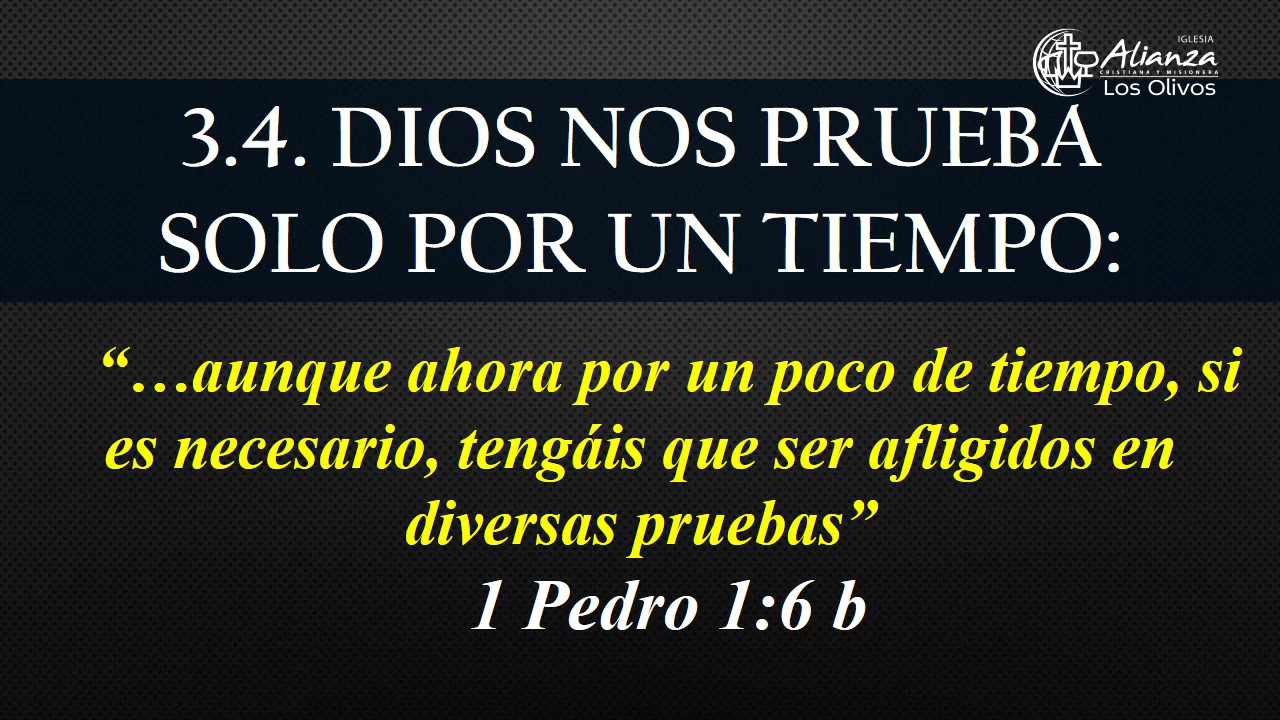 IGLESIA
Alianza
CRISTIANA Y MISIONERA
Los Olivos
3.4. DIOS NOS PRUEBA
SOLO POR UN TIEMPO:
“…aunque ahora por un poco de tiempo, si
es necesario, tengáis que ser afligidos en
diversas pruebas”
1 Pedro 1:6 b